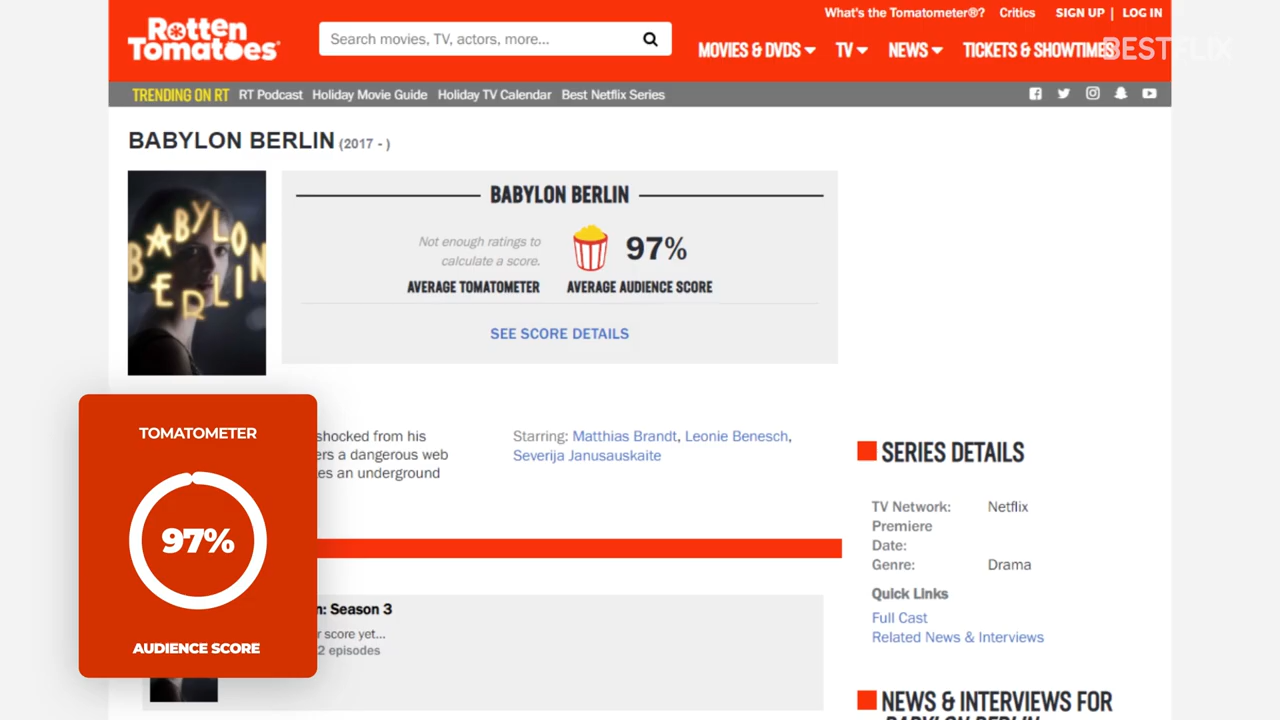 What's the Tomatometer®? Critics SIGN UP | LOG IN
Rotten
Tomatoes®
Search movies, TV, actors, more...
MOVIES & DVDS TV NEWS TICKETS & SHOWTIMES
BESTFLIX
TRENDING ON RT RT Podcast Holiday Movie Guide Holiday TV Calendar Best Netflix Series
BABYLON BERLIN (2017 - )
BABYLON
BERLIN
BABYLON BERLIN
Not enough ratings to
calculate a score.
97%
AVERAGE TOMATOMETER AVERAGE AUDIENCE SCORE
SEE SCORE DETAILS
shocked from his
ers a dangerous web
es an underground
Starring: Matthias Brandt, Leonie Benesch,
Severija Janusauskaite
TOMATOMETER
97%
AUDIENCE SCORE
n: Season 3
r score yet...
2 episodes
SERIES DETAILS
TV Network: Netflix
Premiere
Date:
Genre: Drama
Quick Links
Full Cast
Related News & Interviews
NEWS & INTERVIEWS FOR
BABYLON BERLIN